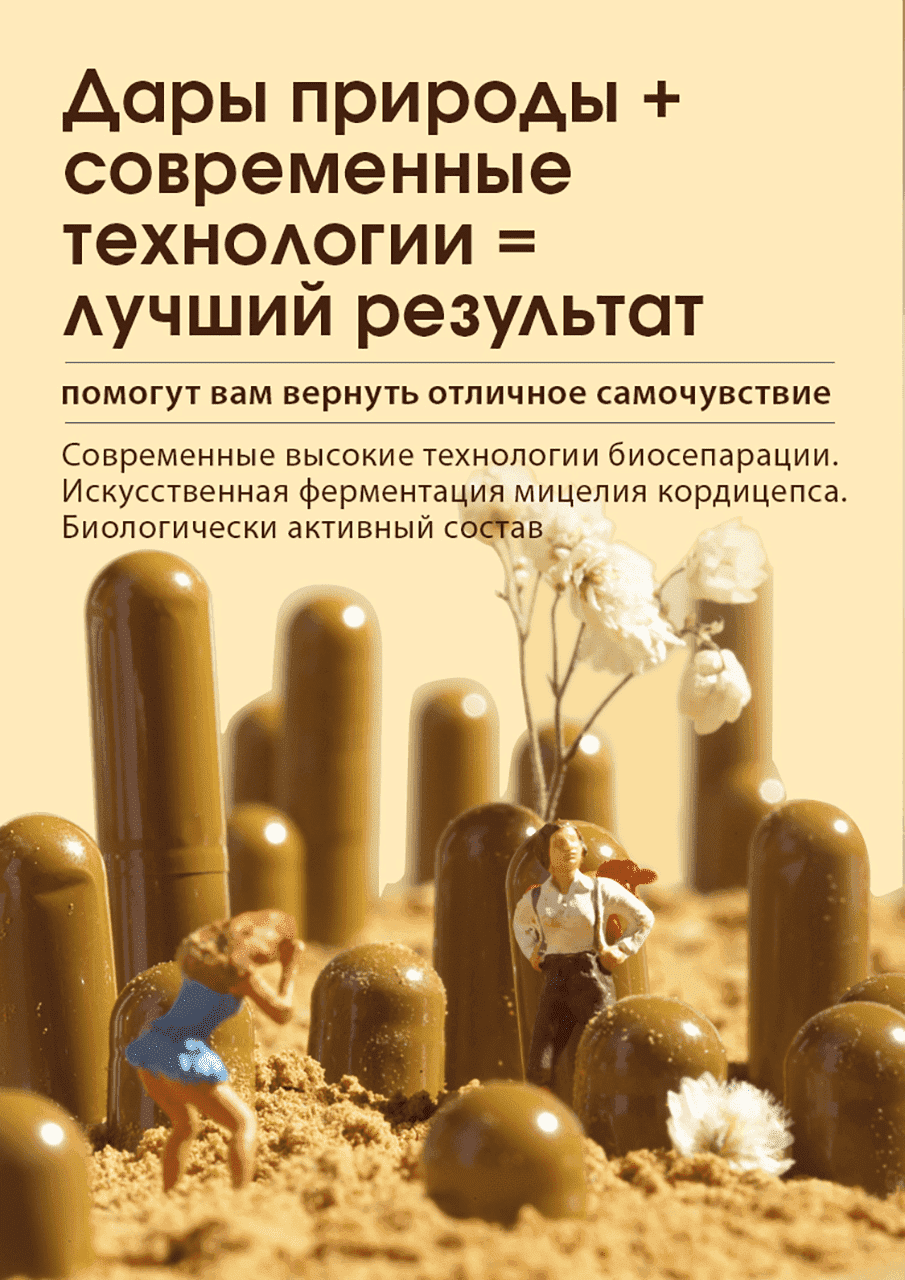 Дары природы +
современные
технологии =
лучший результат
помогут вам вернуть отличное самочувствие
Современные высокие технологии биосепарации.
Искусственная ферментация мицелия кордицепса.
Биологически активный состав